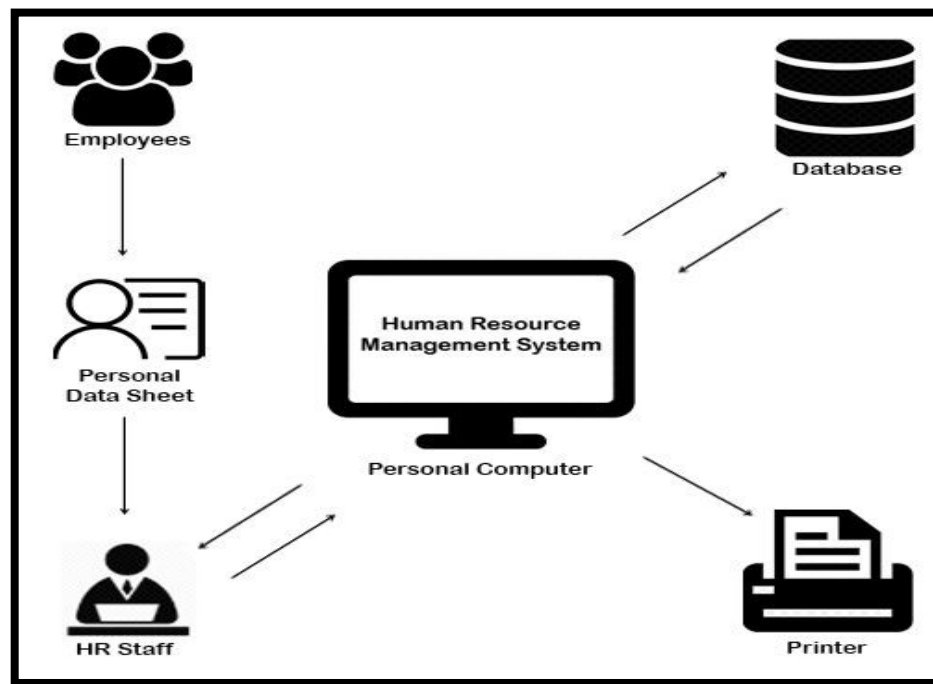 Employees
Database
Human Resource
Management System
Personal
Data Sheet
Personal Computer
HR Staff
Printer